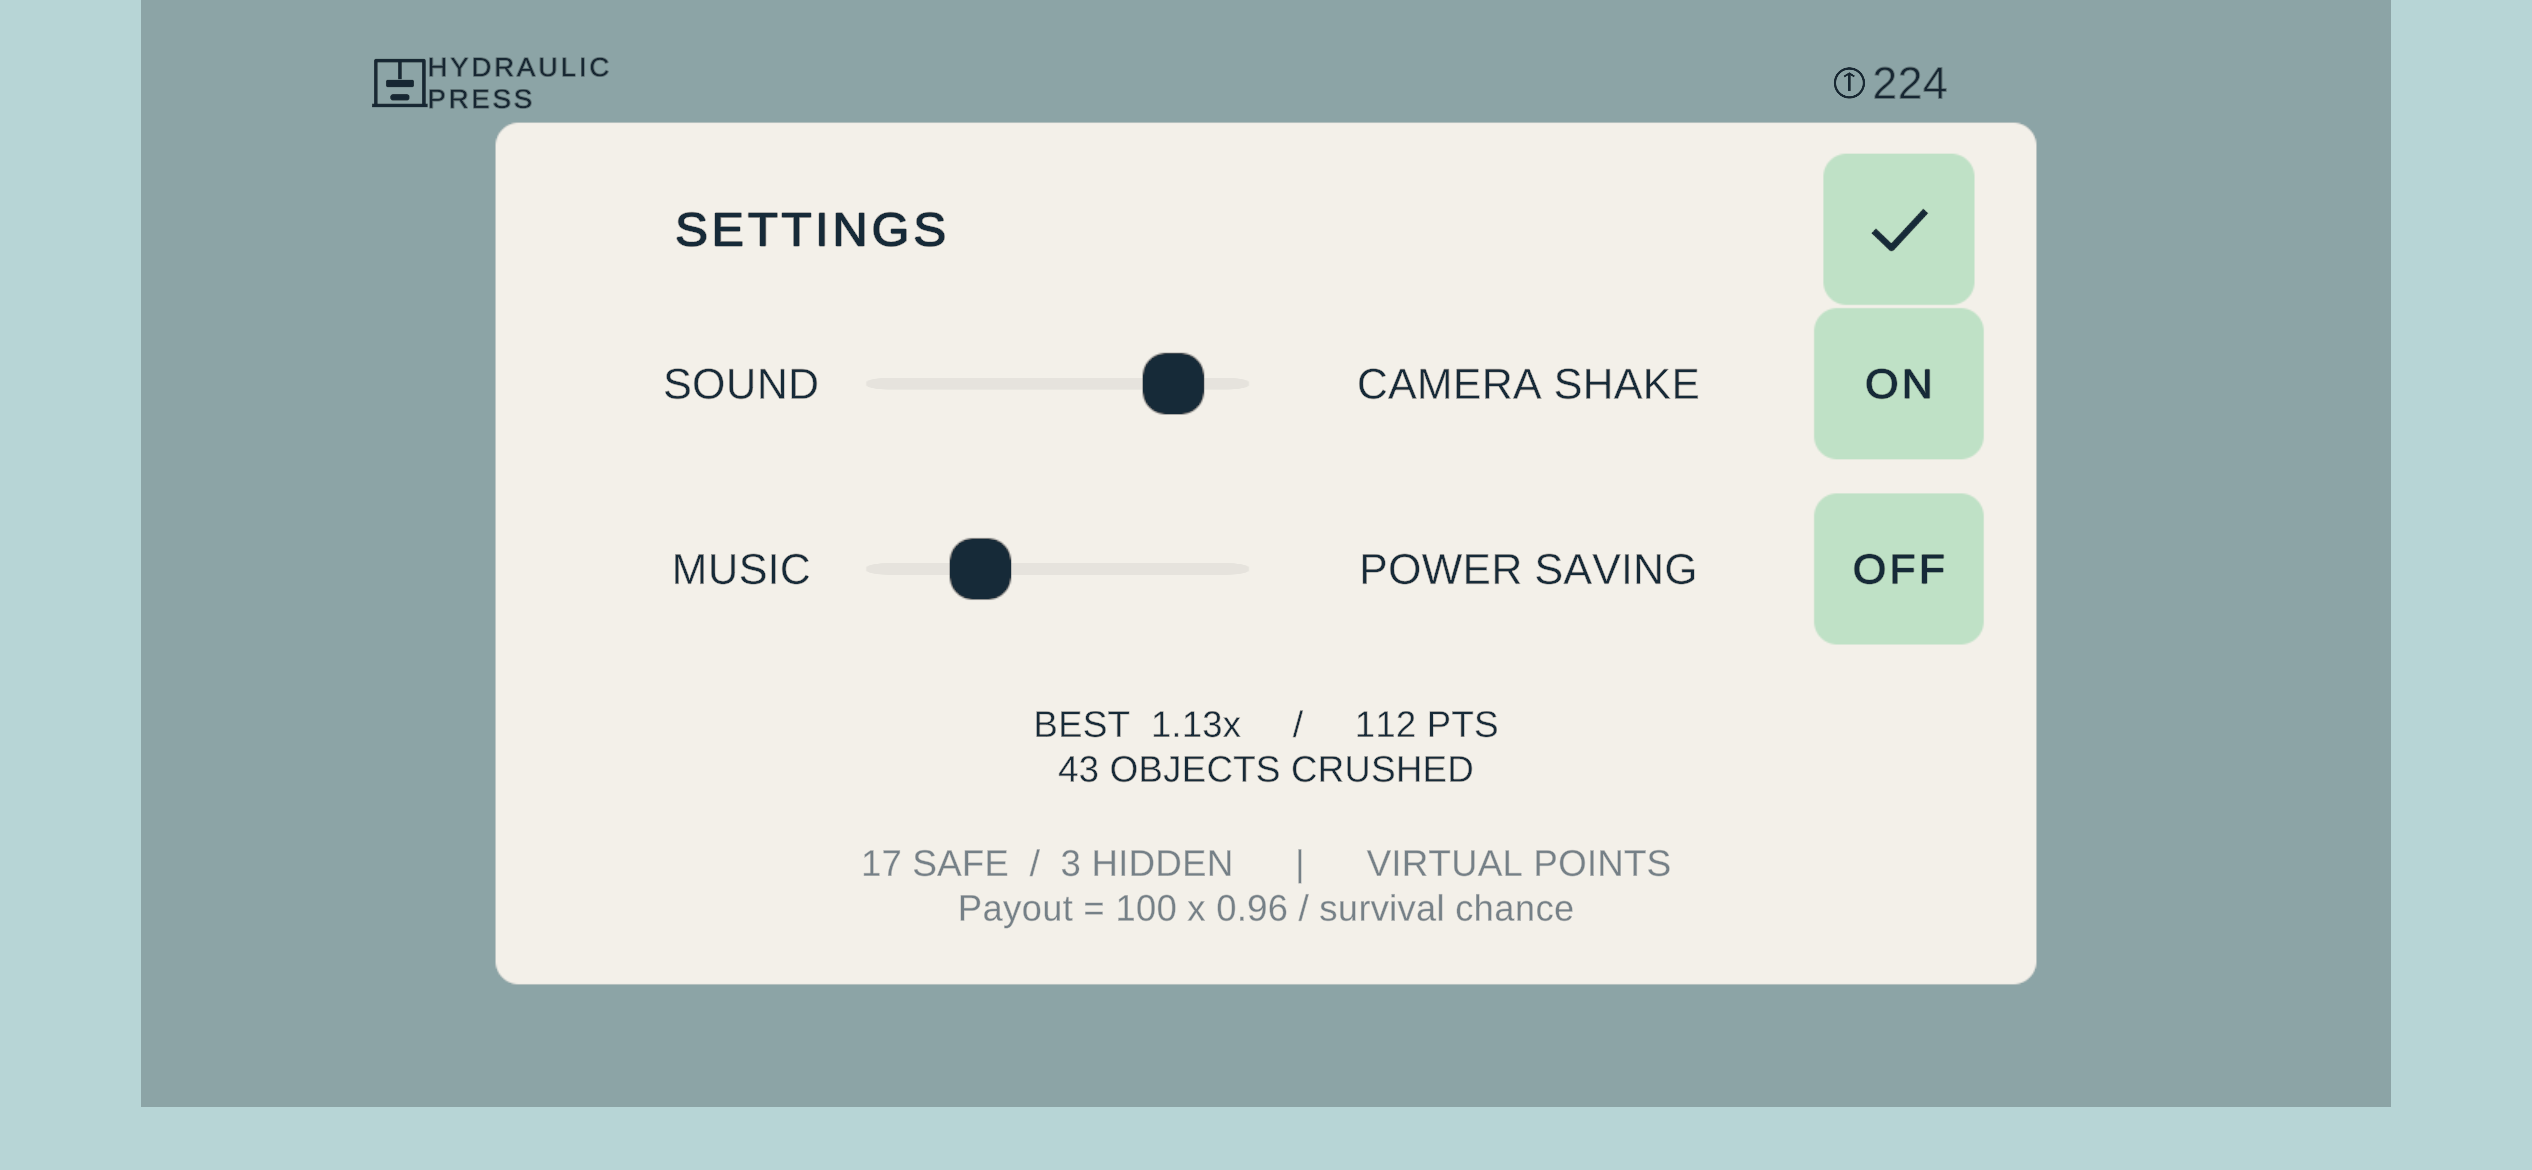 HYDRAULIC
PRESS
224
SETTINGS
SOUND
CAMERA SHAKE
ON
MUSIC
POWER SAVING
OFF
BEST 1.13x / 112 PTS
43 OBJECTS CRUSHED
17 SAFE / 3 HIDDEN | VIRTUAL POINTS
Payout = 100 x 0.96 / survival chance